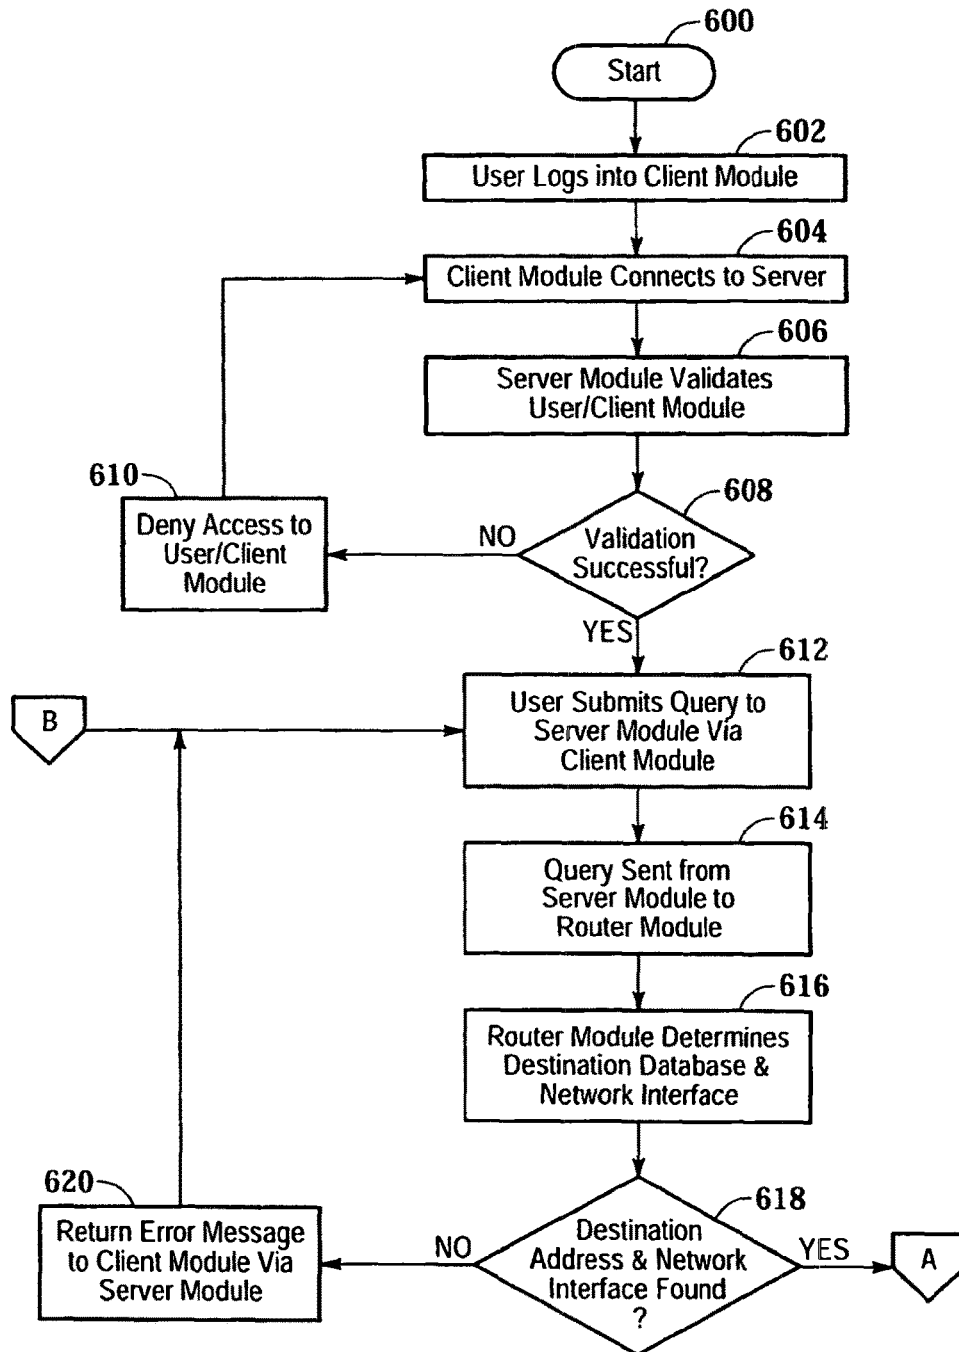 600
Start
602
User Logs into Client Module
604
Client Module Connects to Server
606
Server Module Validates
User/Client Module
610
Deny Access to
User/Client
Module
NO
608
Validation
Successful?
YES
612
B
User Submits Query to
Server Module Via
Client Module
614
Query Sent from
Server Module to
Router Module
616
Router Module Determines
Destination Database &
Network Interface
620
Return Error Message
to Client Module Via
Server Module
NO
618
Destination
Address & Network
Interface Found
?
YES
A